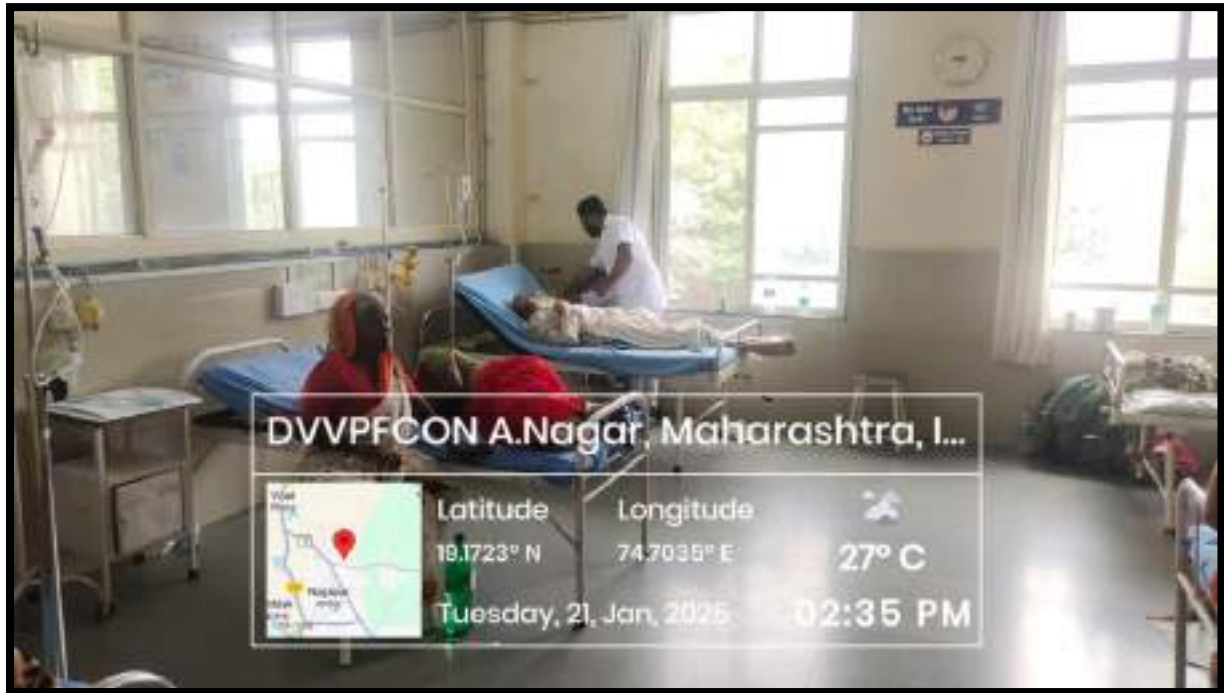 DVVPFCON A.Nagar, Maharashtra, I...
Latitude
Longitude
19.1723° N
74.7035° E
27° C
Tuesday, 21, Jan, 2025
02:35 PM